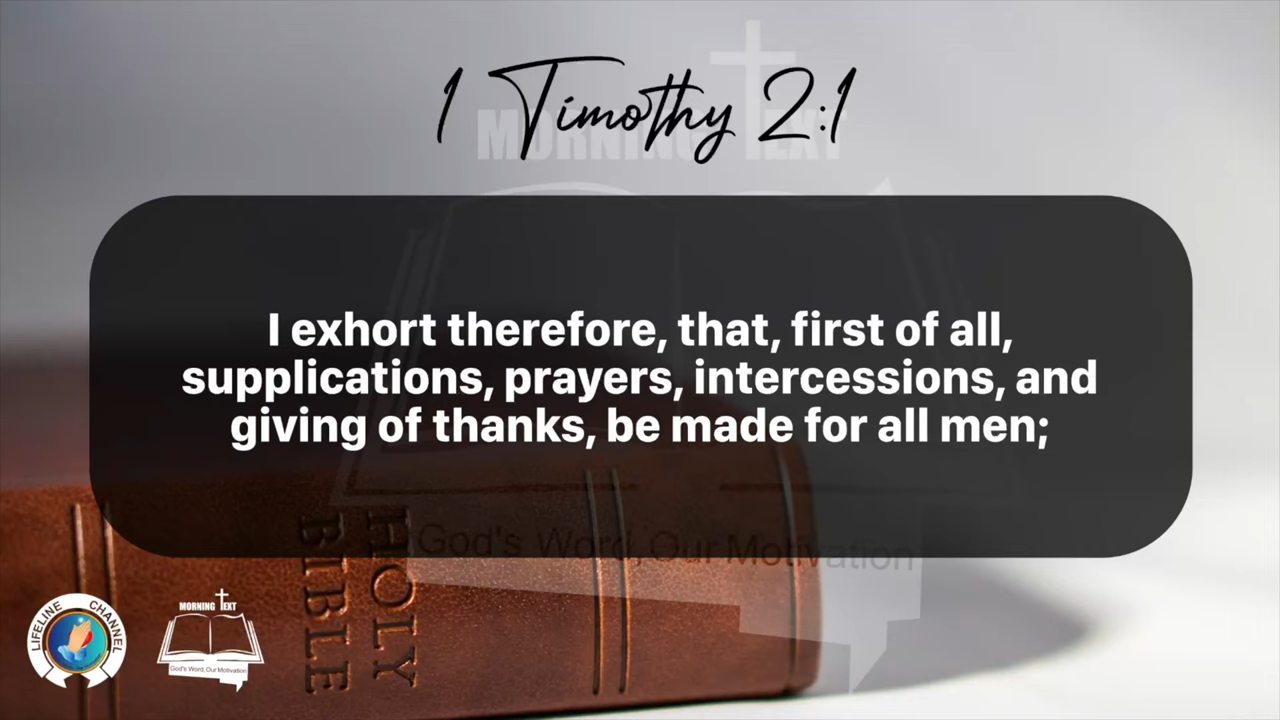 1 Timothy 2:1
MORNING TEXT
I exhort therefore, that, first of all,
supplications, prayers, intercessions, and
giving of thanks, be made for all men;
God's Word, Our Motivation
HOLY
BIBLE
LIFELINE CHANNEL
MORNING TEXT
God's Word, Our Motivation